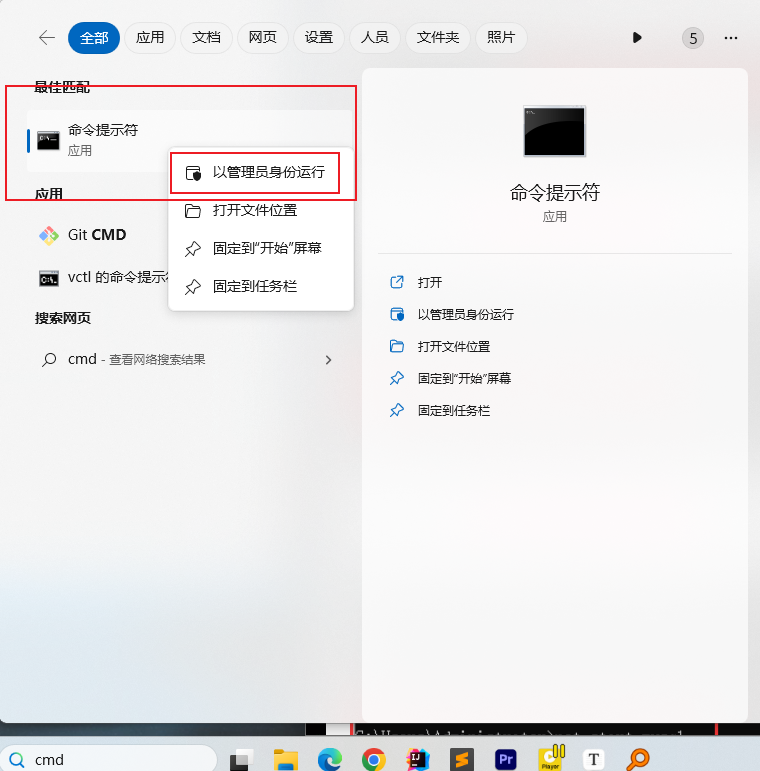 全部 应用 文档 网页 设置 人员 文件夹 照片 5
最佳匹配
命令提示符
应用
以管理员身份运行
打开文件位置
固定到“开始”屏幕
固定到任务栏
应用
Git CMD
vctl 的命令提示符
搜索网页
cmd - 查看网络搜索结果
命令提示符
应用
打开
以管理员身份运行
打开文件位置
固定到“开始”屏幕
固定到任务栏
cmd